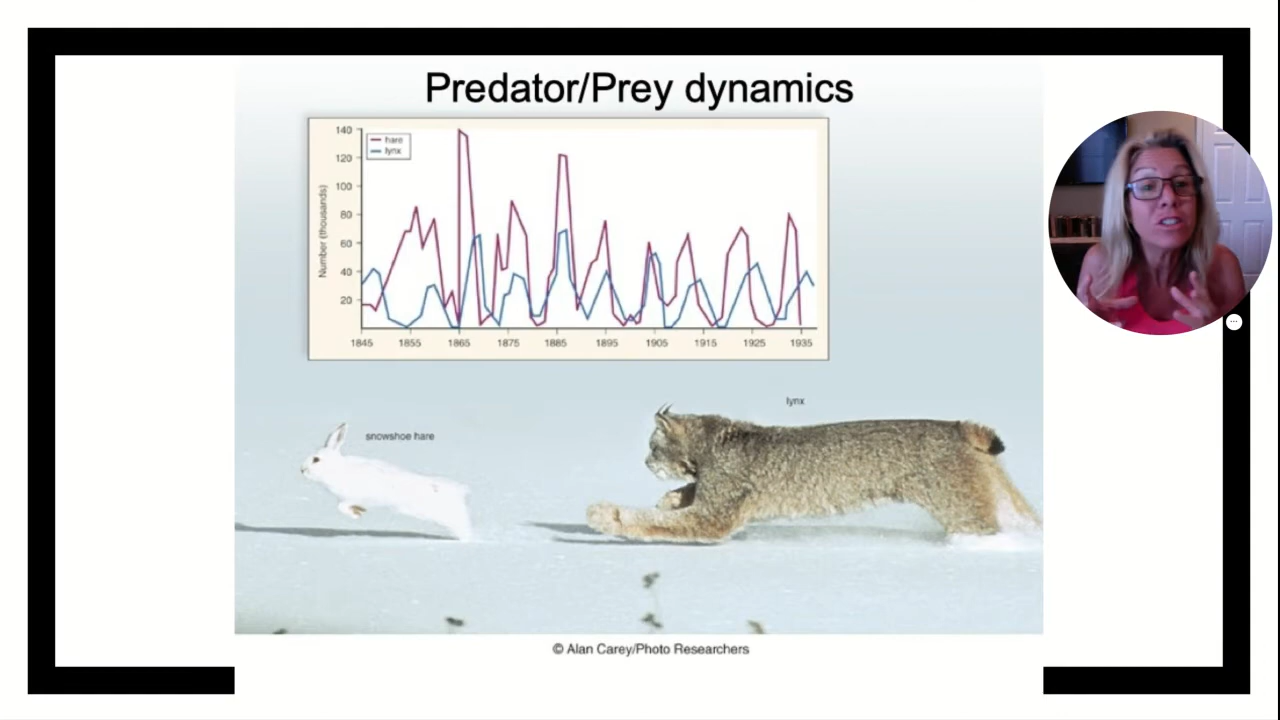 Predator/Prey dynamics
140
120
100
80
60
40
20
Number (thousands)
hare
lynx
1845 1855 1865 1875 1885 1895 1905 1915 1925 1935
snowshoe hare
lynx
© Alan Carey/Photo Researchers